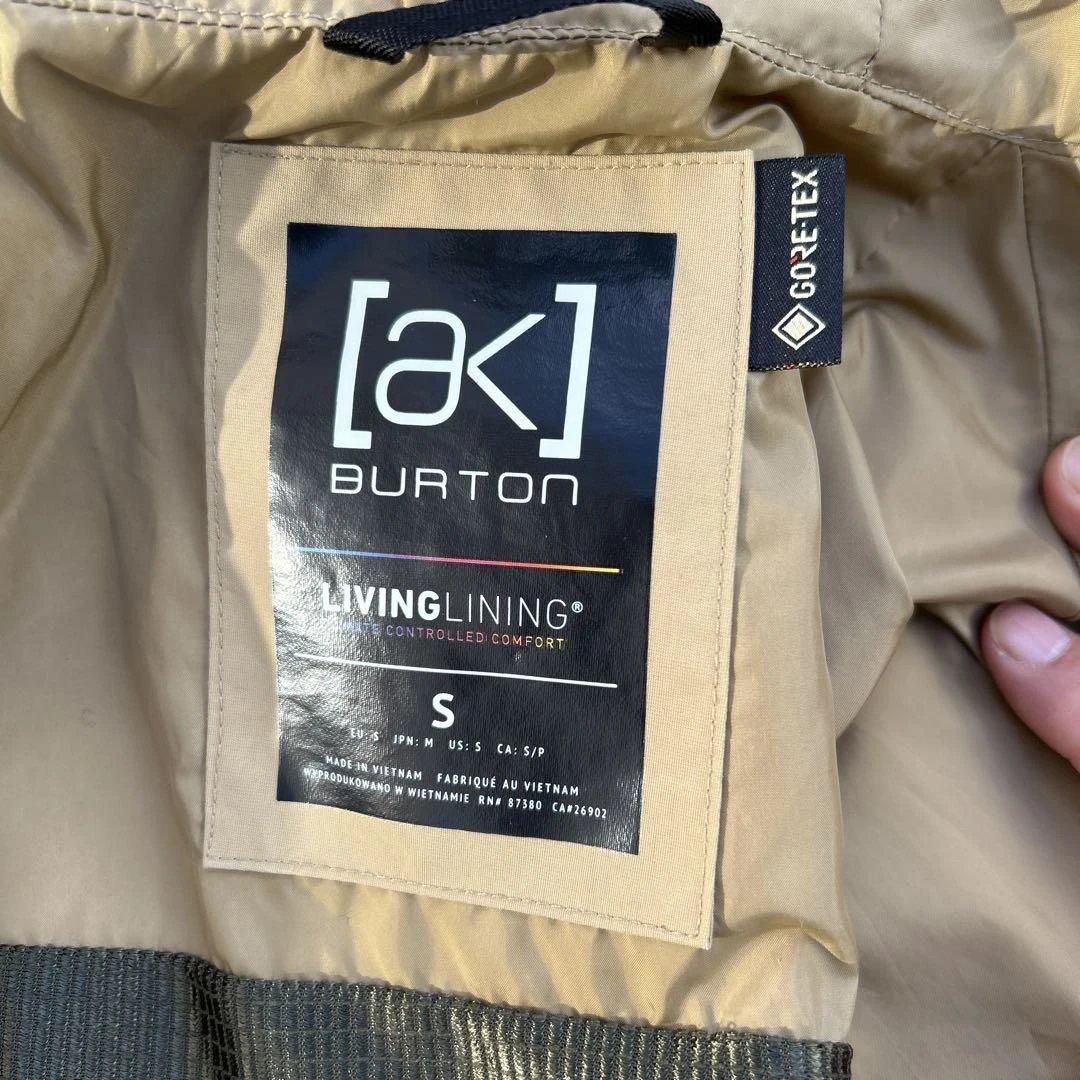 [ak]
BURTON
LIVINGLINING®
CONTROLLED COMFORT
S
EU: S JPN: M US: S CA: S/P
MADE IN VIETNAM FABRIQUÉ AU VIETNAM
WYPRODUKOWANO W WIETNAMIE RN# 87380 CA#26902
GORE-TEX